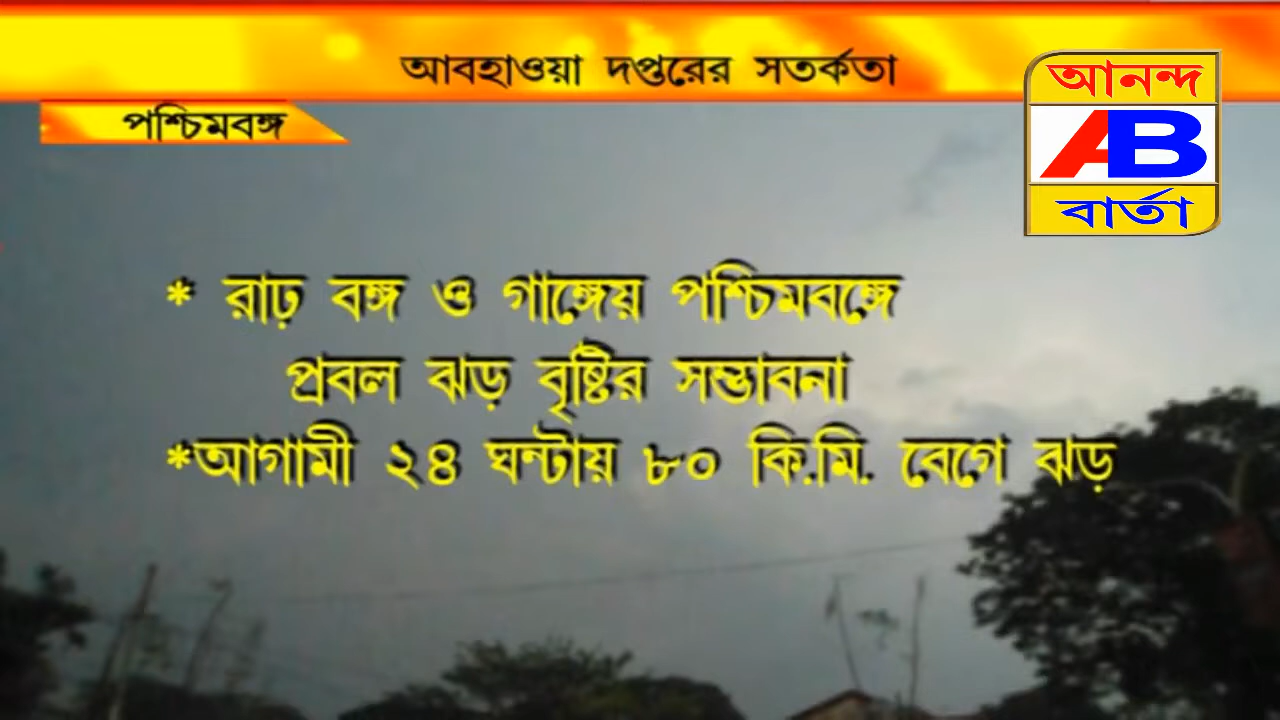 আবহাওয়া দপ্তরের সতর্কতা
পশ্চিমবঙ্গ
আনন্দ
AB
বার্তা
* রাঢ় বঙ্গ ও গাঙ্গেয় পশ্চিমবঙ্গে
প্রবল ঝড় বৃষ্টির সম্ভাবনা
*আগামী ২৪ ঘন্টায় ৮০ কি.মি. বেগে ঝড়